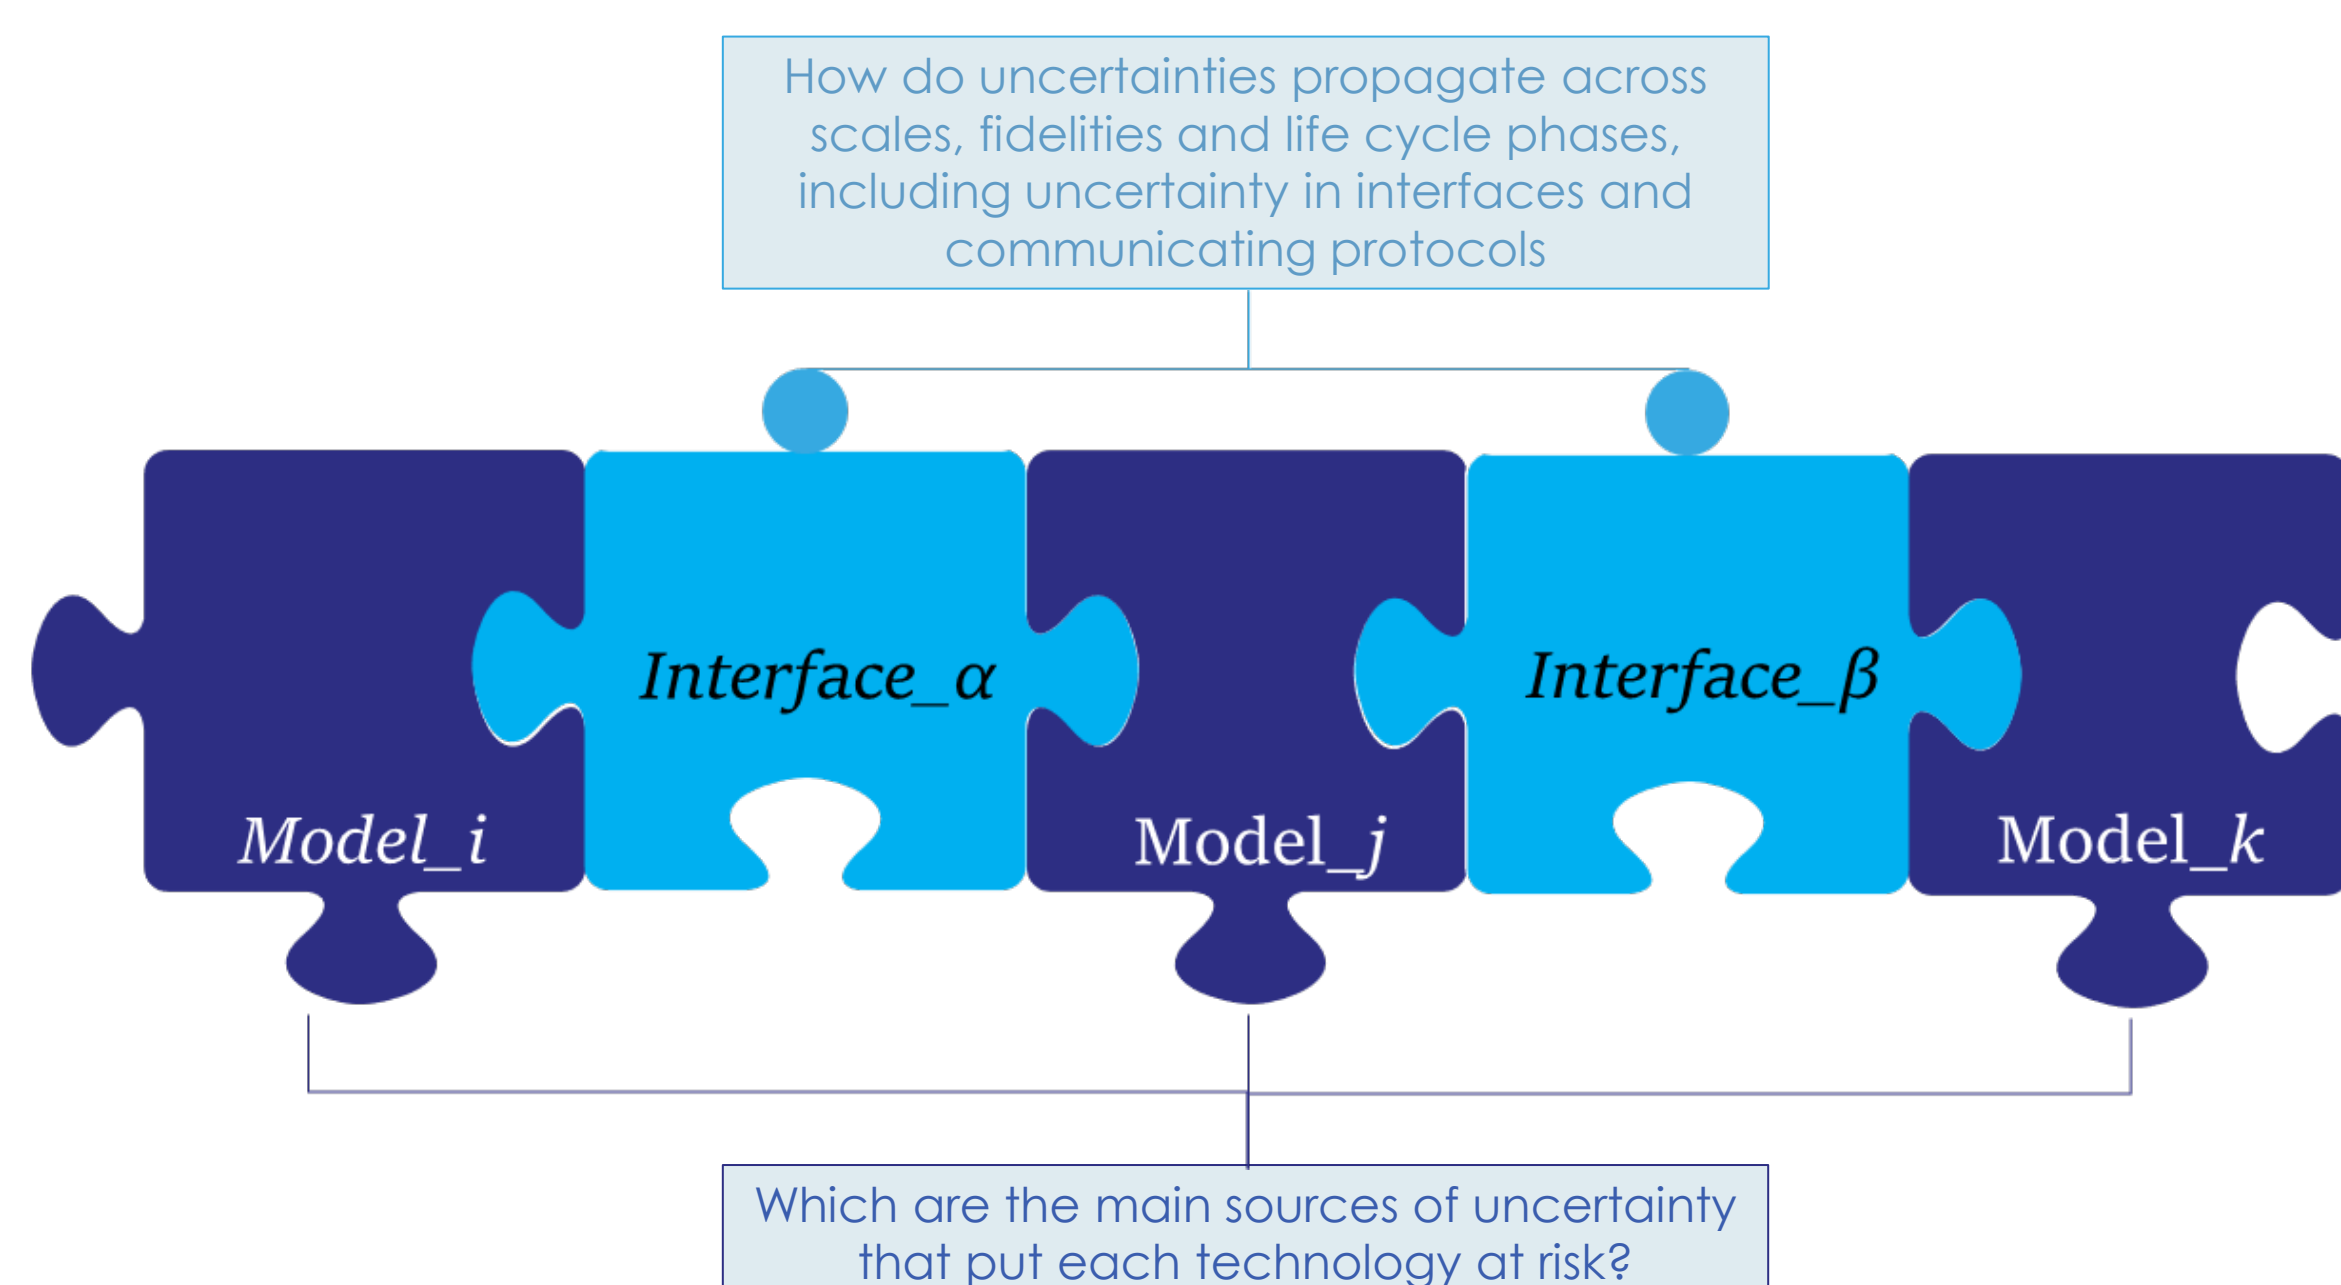 How do uncertainties propagate across
scales, fidelities and life cycle phases,
including uncertainty in interfaces and
communicating protocols
Interface_α
Interface_β
Model_i
Model_j
Model_k
Which are the main sources of uncertainty
that put each technology at risk?